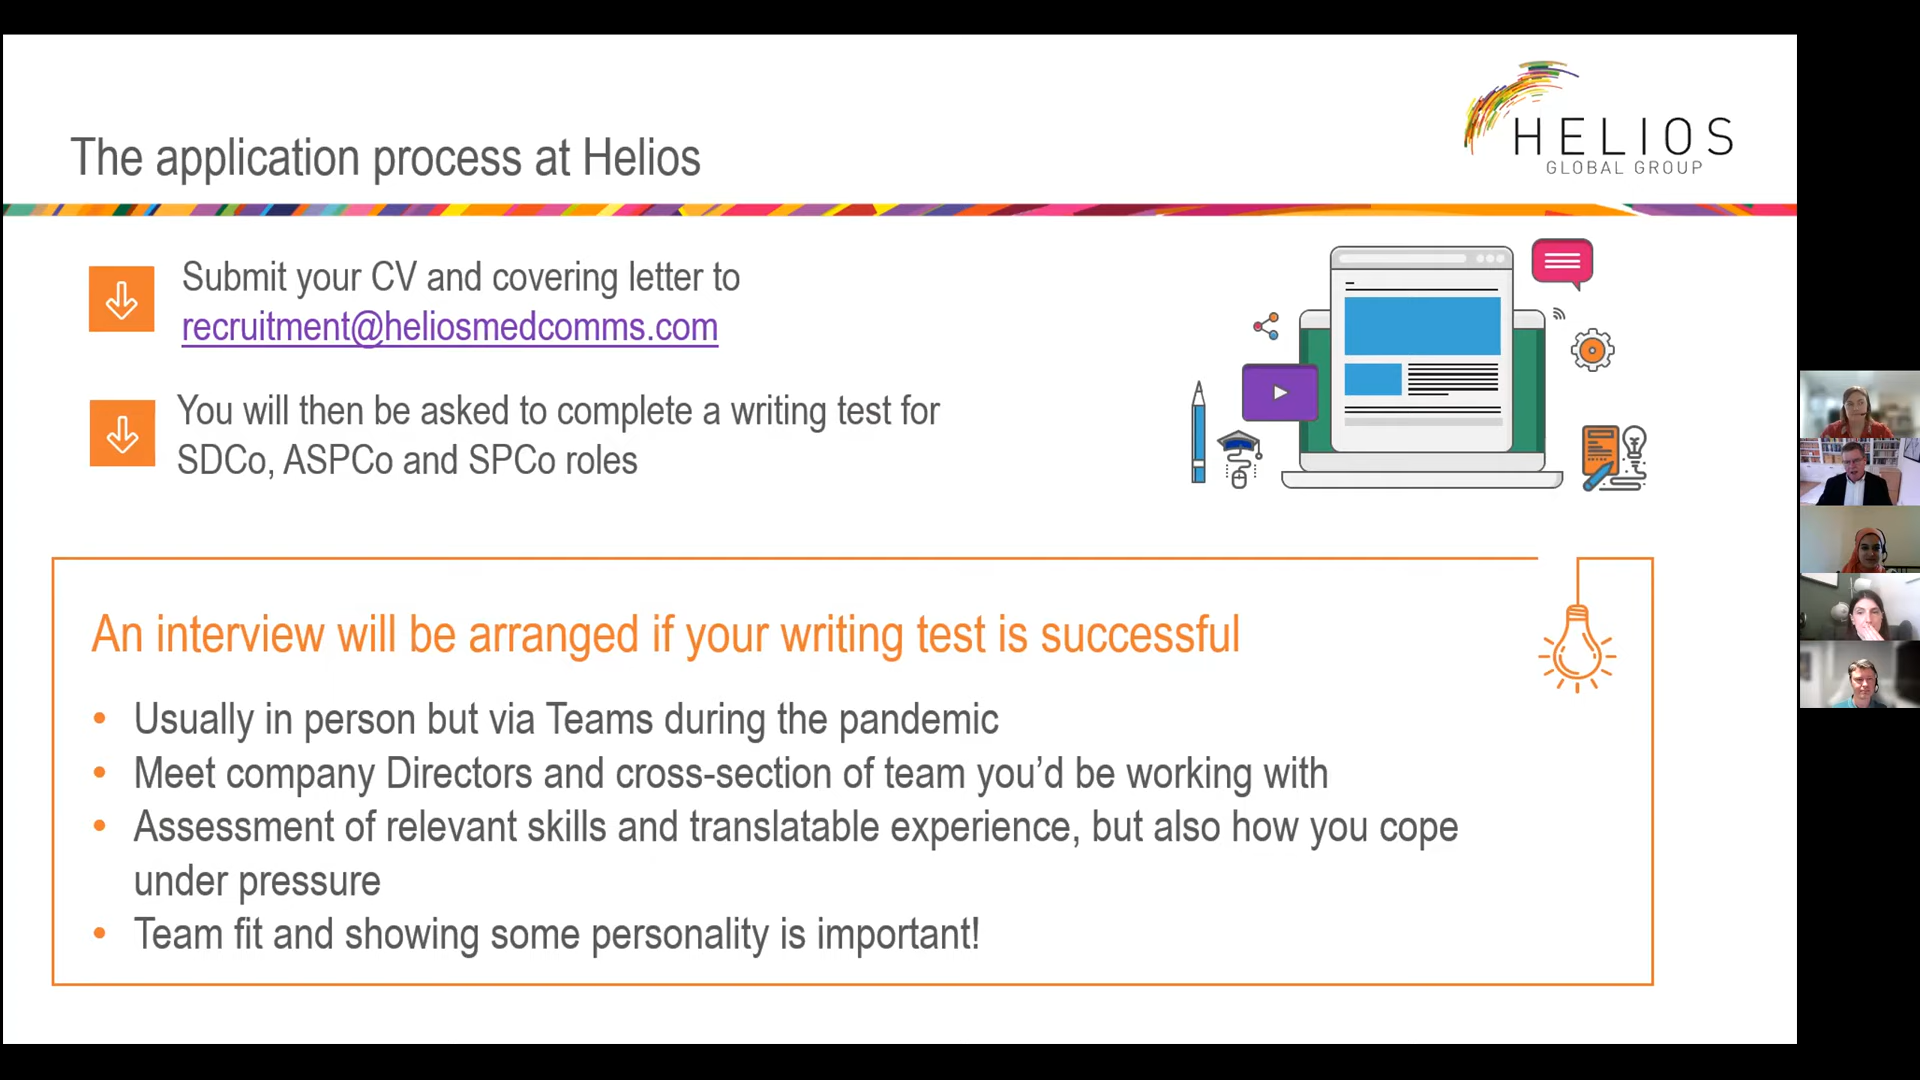 HELIOS
GLOBAL GROUP
The application process at Helios
Submit your CV and covering letter to
recruitment@heliosmedcomms.com
You will then be asked to complete a writing test for
SDCo, ASPCo and SPCo roles
An interview will be arranged if your writing test is successful
• Usually in person but via Teams during the pandemic
• Meet company Directors and cross-section of team you’d be working with
• Assessment of relevant skills and translatable experience, but also how you cope
under pressure
• Team fit and showing some personality is important!